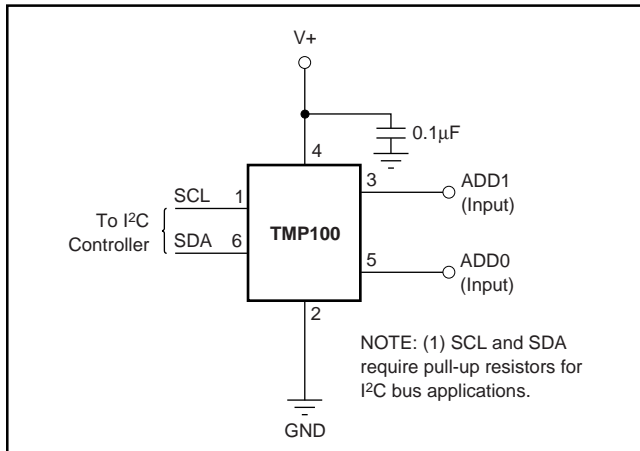 V+
0.1μF
4
3
ADD1
(Input)
SCL
1
To I²C
Controller
TMP100
SDA
6
5
ADD0
(Input)
2
NOTE: (1) SCL and SDA
require pull-up resistors for
I²C bus applications.
GND